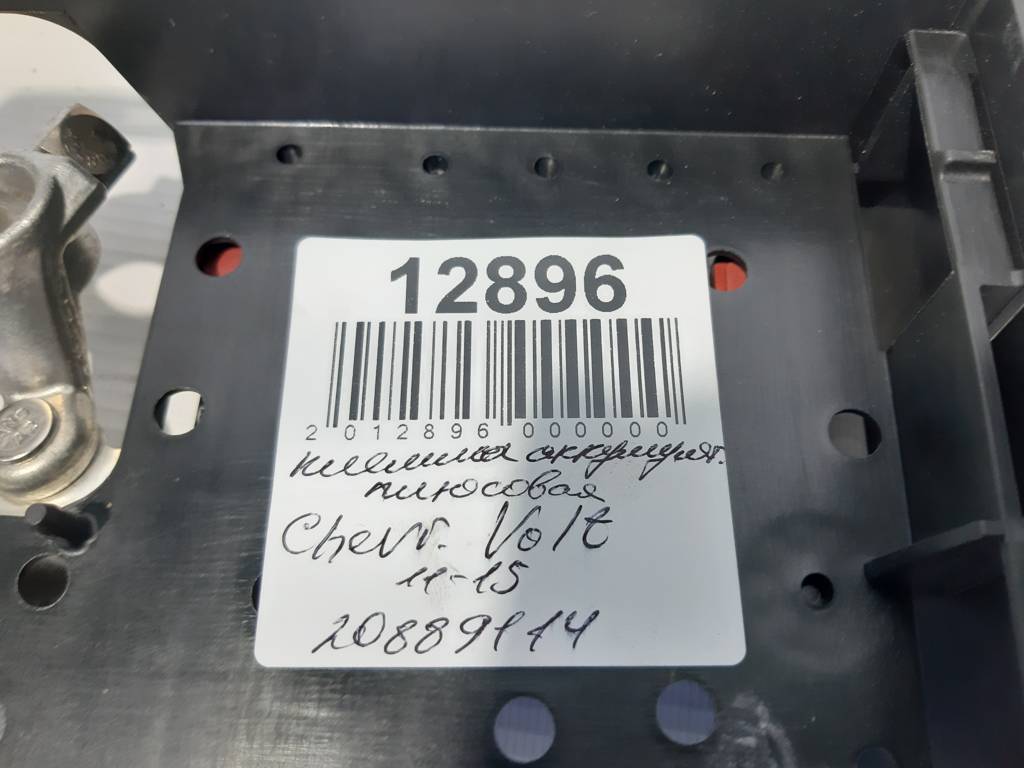 12896
2 012896 000000
клемма аккумулят.
плюсовая
Chevr. Volt
11-15
20889114